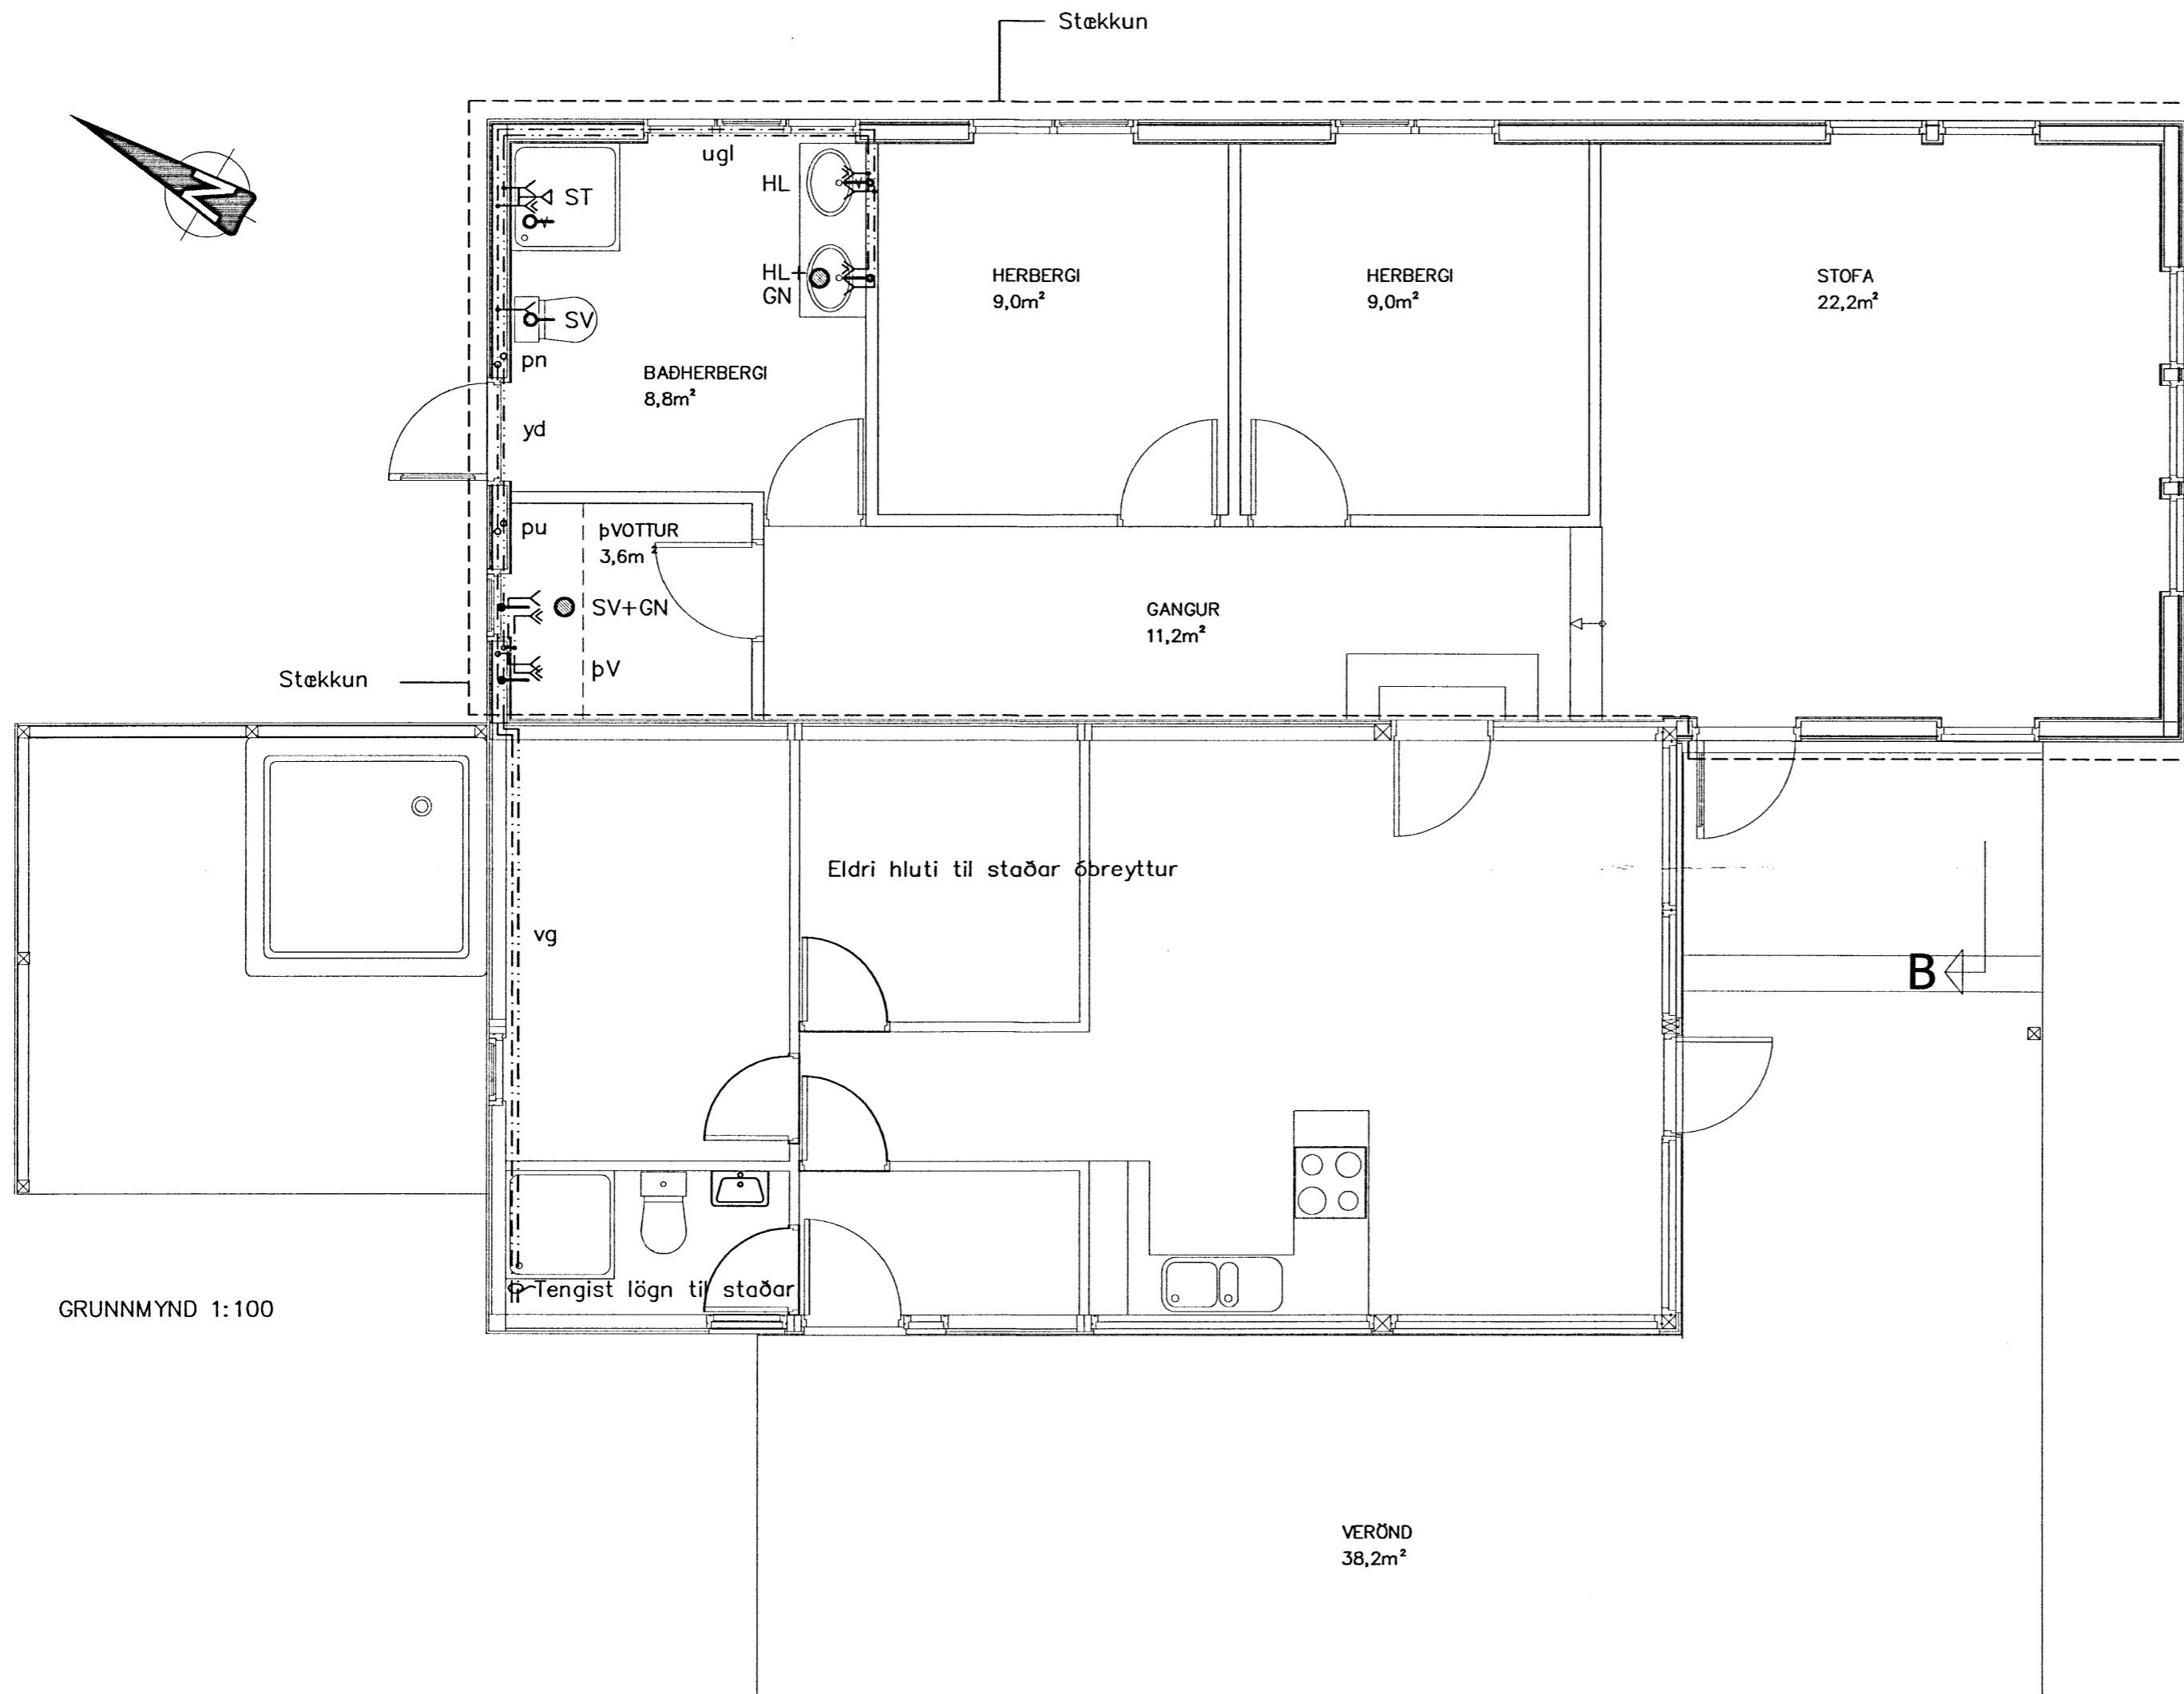 Stækkun
ugl
HL
ST
HL+
GN
HERBERGI
9,0m²
HERBERGI
9,0m²
STOFA
22,2m²
SV
pn
BAÐHERBERGI
8,8m²
yd
pu
þVOTTUR
3,6m²
SV+GN
GANGUR
11,2m²
þV
Stækkun
Eldri hluti til staðar óbreyttur
vg
B
Tengist lögn til staðar
GRUNNMYND 1:100
VERÖND
38,2m²